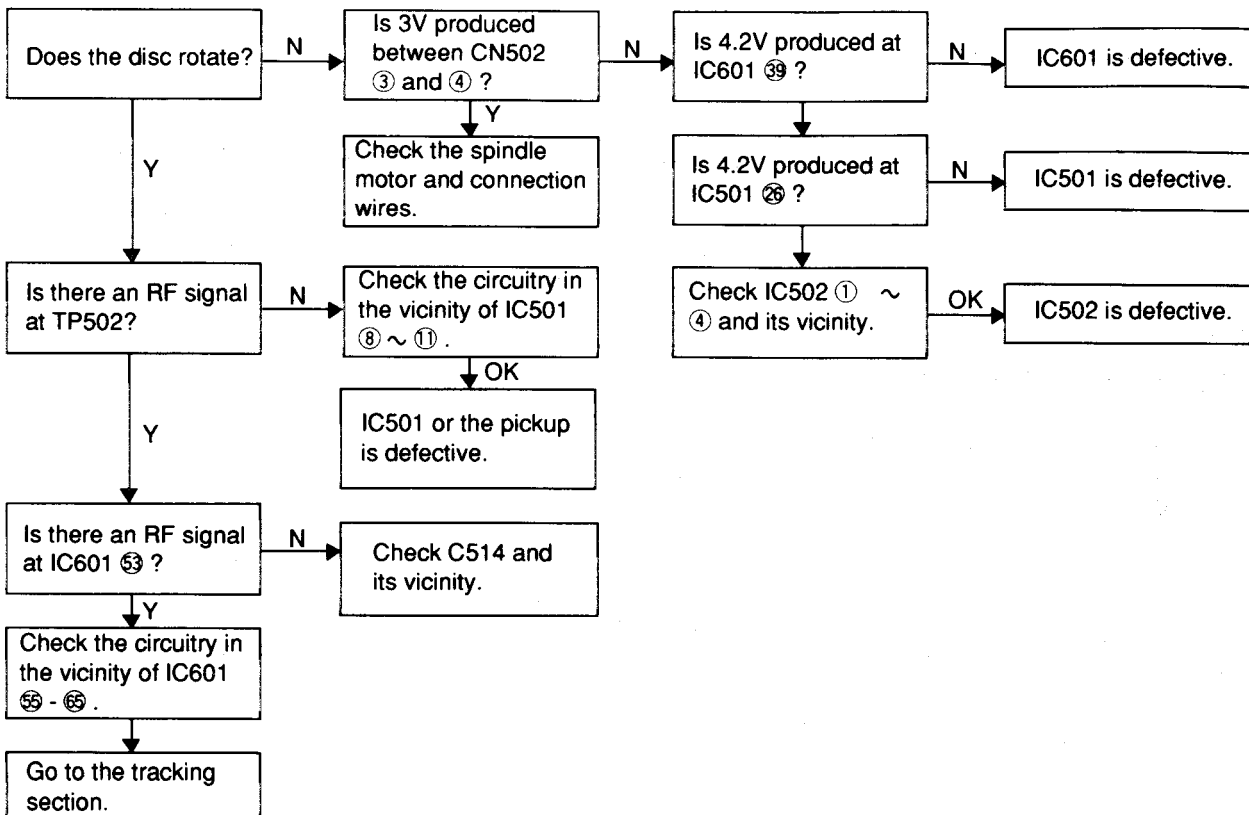 Does the disc rotate?
N
Is 3V produced
between CN502
③ and ④ ?
N
Is 4.2V produced at
IC601 ㊴ ?
N
IC601 is defective.
Y
Y
Check the spindle
motor and connection
wires.
Is 4.2V produced at
IC501 ㉖ ?
N
IC501 is defective.
Is there an RF signal
at TP502?
N
Check the circuitry in
the vicinity of IC501
⑧ ~ ⑪ .
Check IC502 ① ~
④ and its vicinity.
OK
IC502 is defective.
OK
IC501 or the pickup
is defective.
Y
Is there an RF signal
at IC601 53 ?
N
Check C514 and
its vicinity.
Y
Check the circuitry in
the vicinity of IC601
55 - 65 .
Go to the tracking
section.